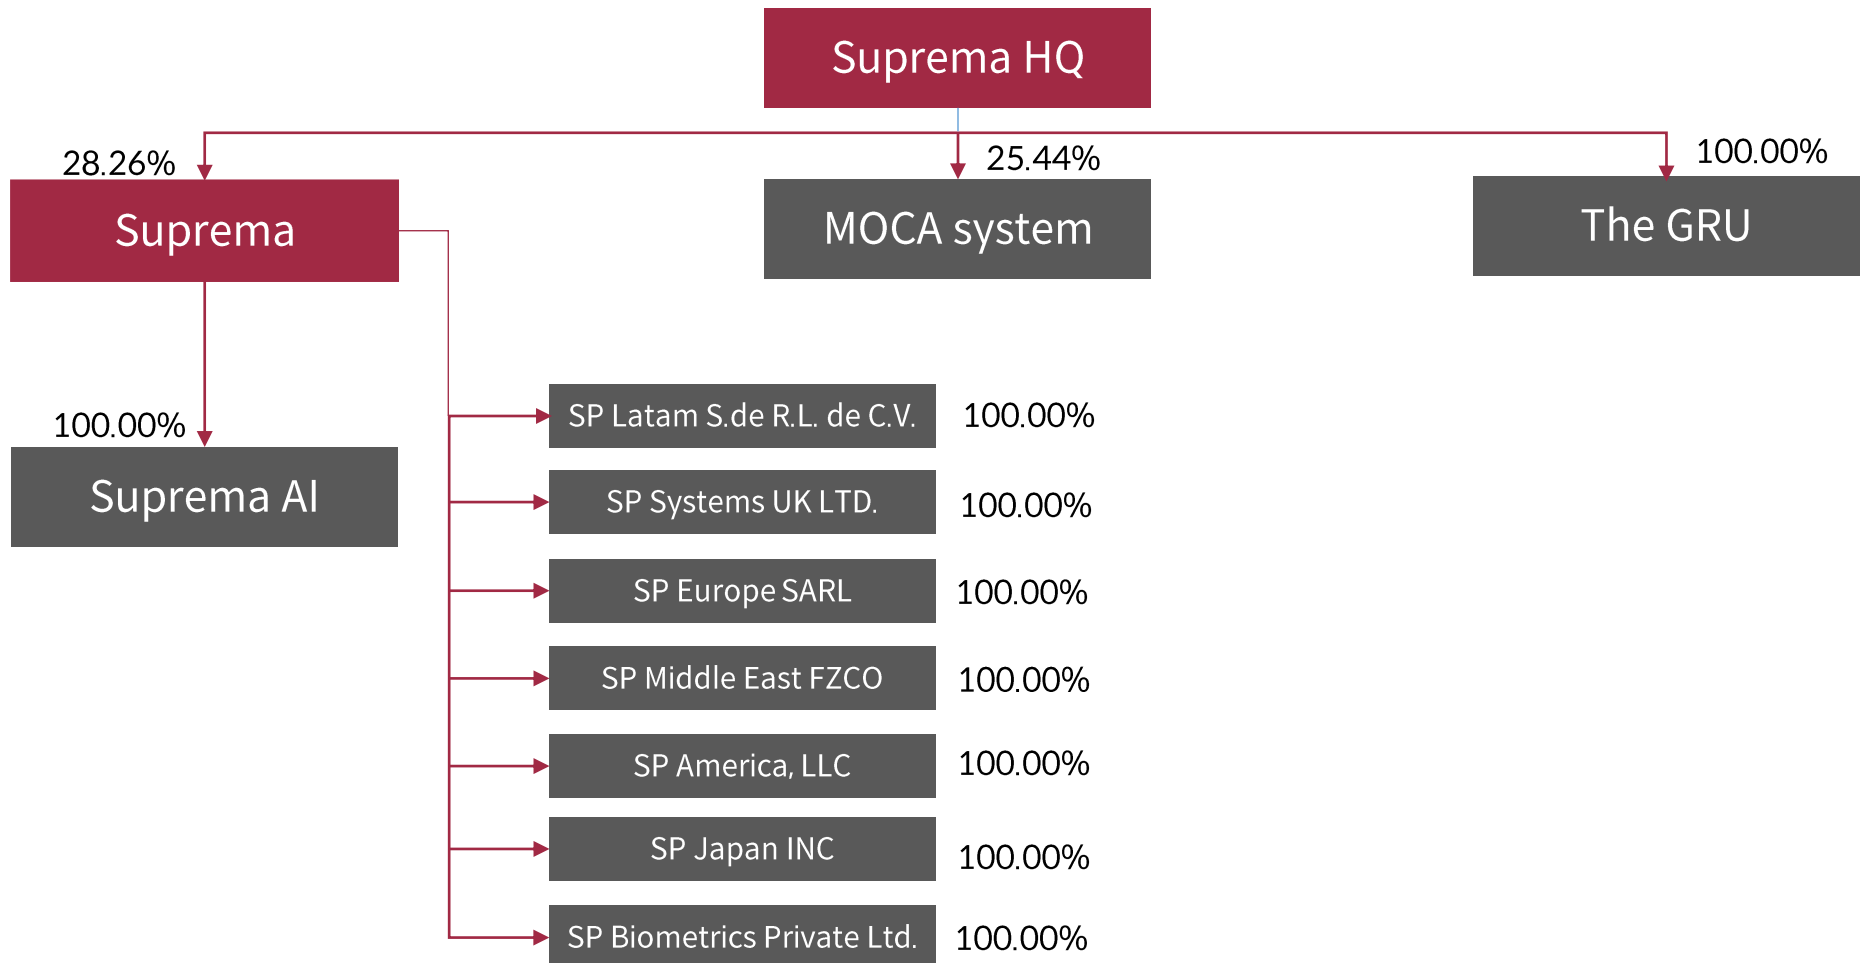 Suprema HQ
28.26%
25.44%
100.00%
Suprema
MOCA system
The GRU
100.00%
Suprema AI
SP Latam S.de R.L. de C.V.
100.00%
SP Systems UK LTD.
100.00%
SP Europe SARL
100.00%
SP Middle East FZCO
100.00%
SP America, LLC
100.00%
SP Japan INC
100.00%
SP Biometrics Private Ltd.
100.00%